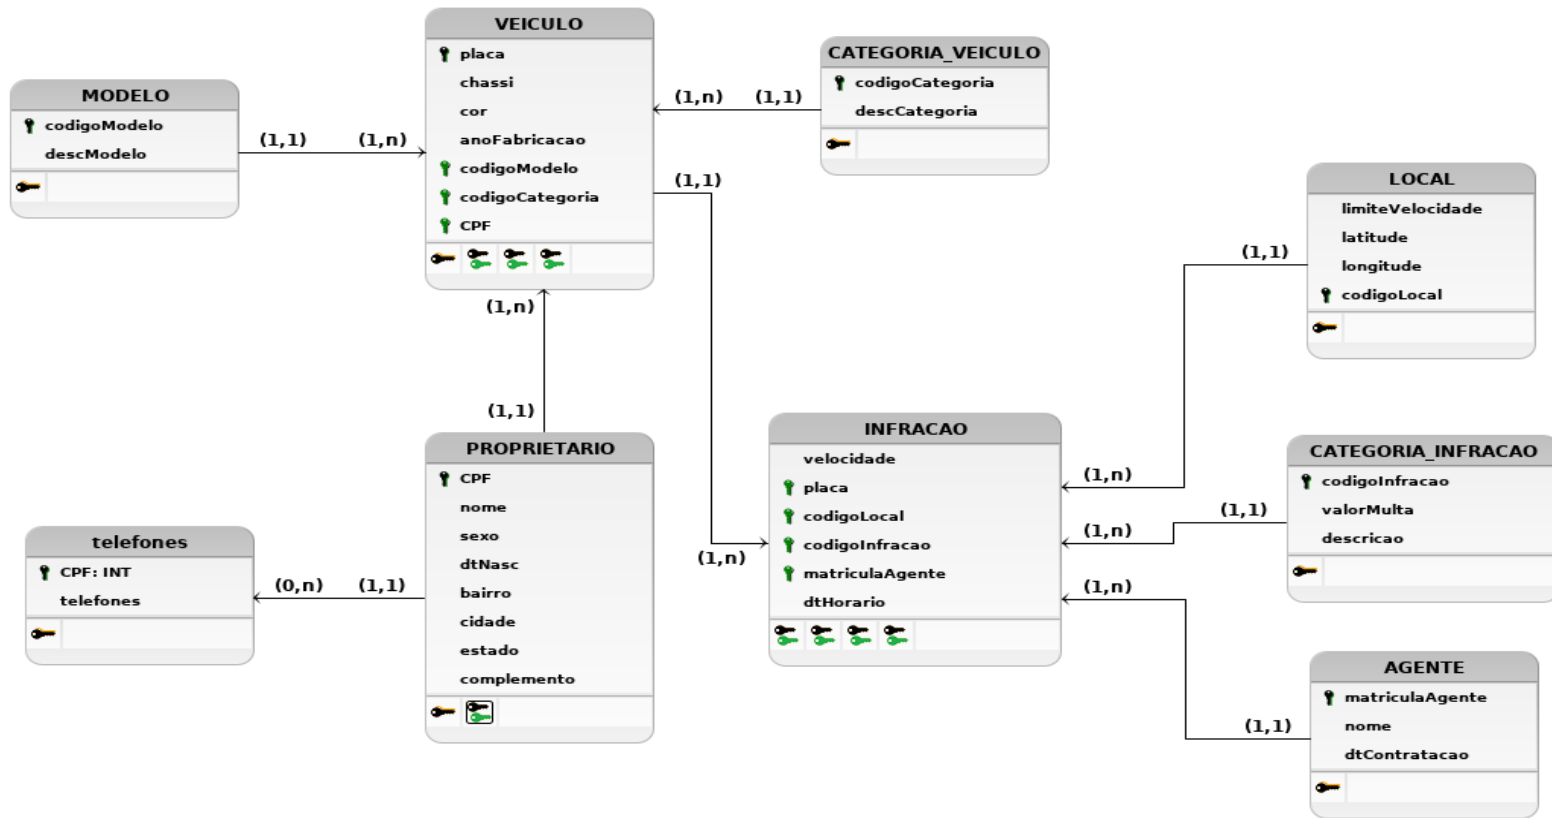 VEICULO
placa
chassi
cor
anoFabricacao
codigoModelo
codigoCategoria
CPF
MODELO
codigoModelo
descModelo
(1,1)
(1,n)
CATEGORIA_VEICULO
codigoCategoria
descCategoria
(1,n)
(1,1)
(1,1)
LOCAL
limiteVelocidade
latitude
longitude
codigoLocal
(1,1)
(1,n)
(1,1)
PROPRIETARIO
CPF
nome
sexo
dtNasc
bairro
cidade
estado
complemento
telefones
CPF: INT
telefones
(0,n)
(1,1)
INFRACAO
velocidade
placa
codigoLocal
codigoInfracao
matriculaAgente
dtHorario
(1,n)
(1,n)
(1,n)
(1,n)
CATEGORIA_INFRACAO
codigoInfracao
valorMulta
descricao
(1,1)
AGENTE
matriculaAgente
nome
dtContratacao
(1,1)